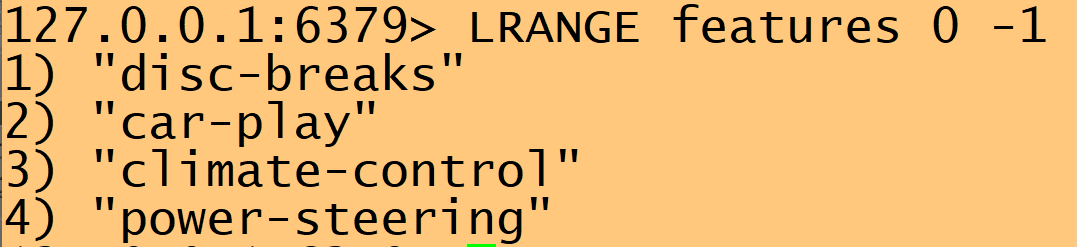 127.0.0.1:6379> LRANGE features 0 -1
1) "disc-breaks"
2) "car-play"
3) "climate-control"
4) "power-steering"